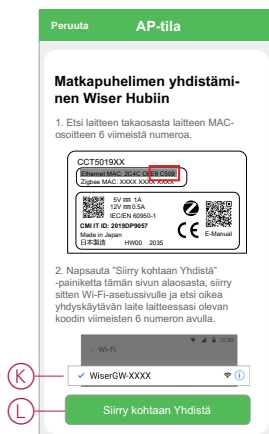 Peruuta AP-tila
Matkapuhelimen yhdistämi-
nen Wiser Hubiin
1. Etsi laitteen takaosasta laitteen MAC-
osoitteen 6 viimeistä numeroa.
CCT5019XX
Ethernet MAC: 2C4C C6E8 C509
Zigbee MAC: XXXX XXXX XXXX
5V 1A
12V 0.5A
IEC/EN 60950-1
CMI IT ID: 2019DP9057
Made in Japan
日本製造 HW00 2035
E-Manual
2. Napsauta "Siirry kohtaan Yhdistä"
-painiketta tämän sivun alaosasta, siirry
sitten Wi-Fi-asetussivulle ja etsi oikea
yhdyskäytävän laite laitteessasi olevan
koodin viimeisten 6 numeron avulla.
12:30
Wi-Fi
K
WiserGW-XXXX
L
Siirry kohtaan Yhdistä